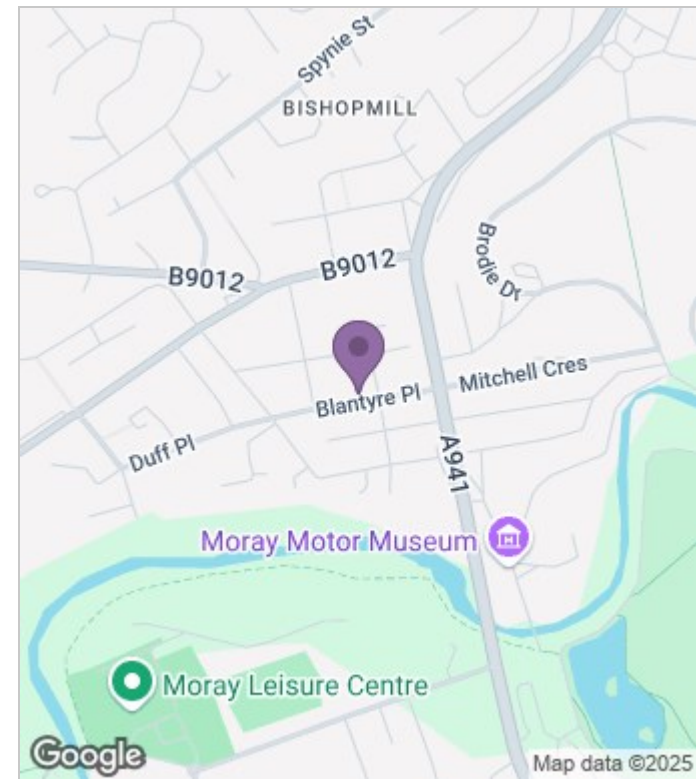 Spynie St
BISHOPMILL
Brodie Dr
B9012
B9012
Mitchell Cres
Blantyre Pl
Duff Pl
A941
Moray Motor Museum
Moray Leisure Centre
Google
Map data ©2025